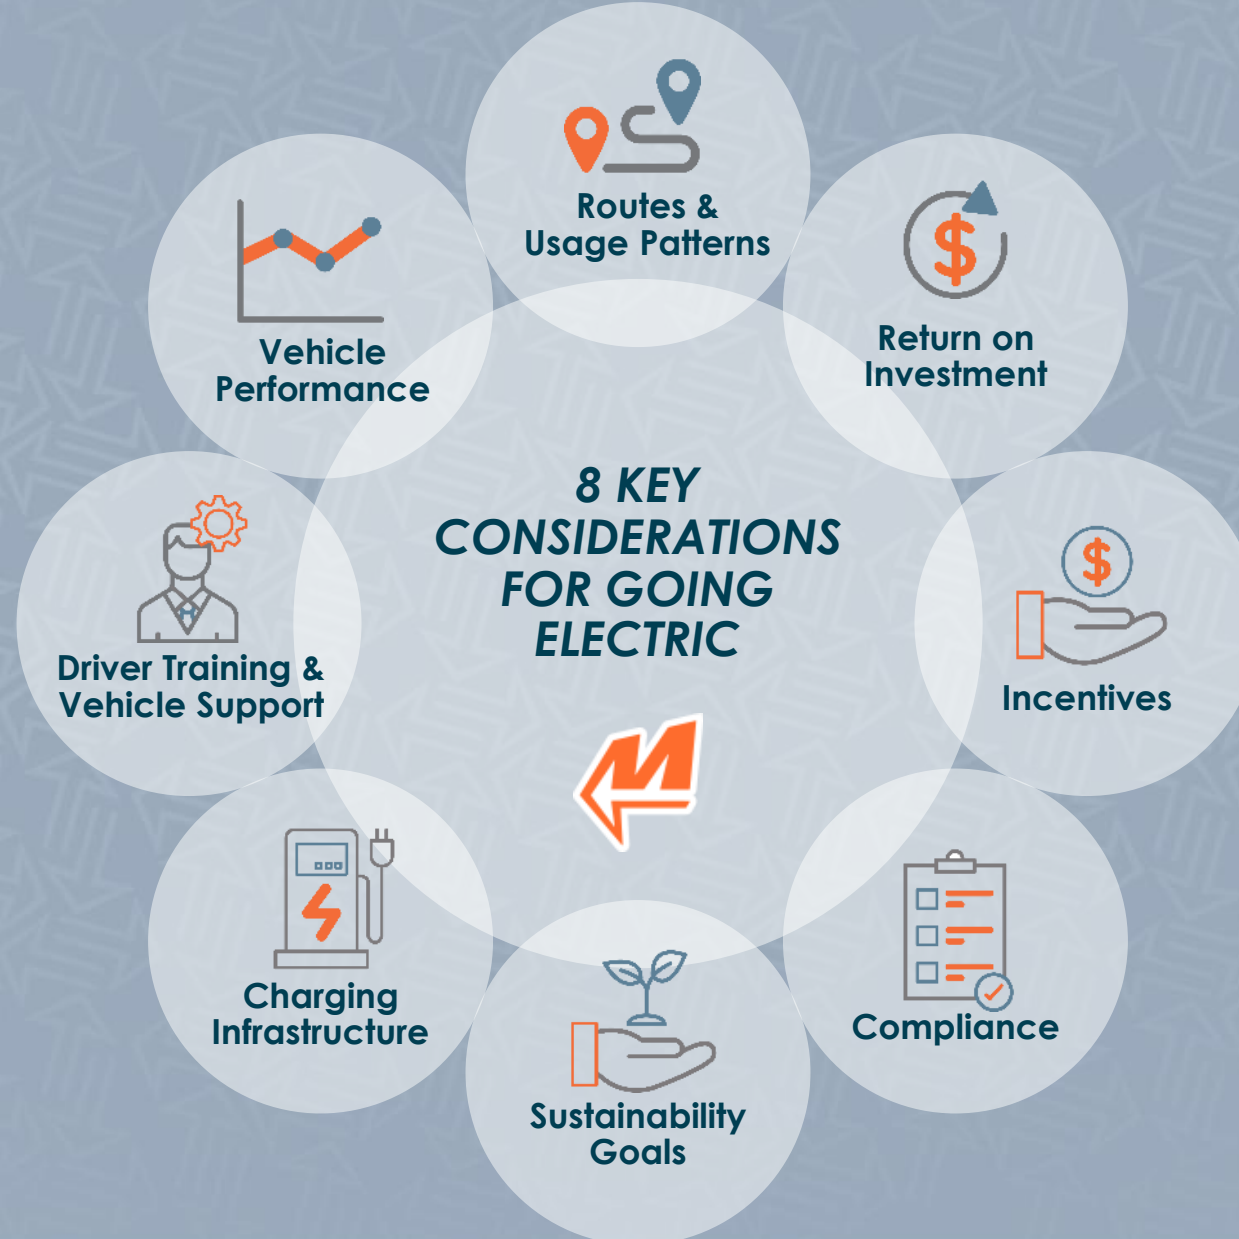 Routes &
Usage Patterns
Return on
Investment
Incentives
Compliance
Sustainability
Goals
Charging
Infrastructure
Driver Training &
Vehicle Support
Vehicle
Performance
8 KEY
CONSIDERATIONS
FOR GOING
ELECTRIC